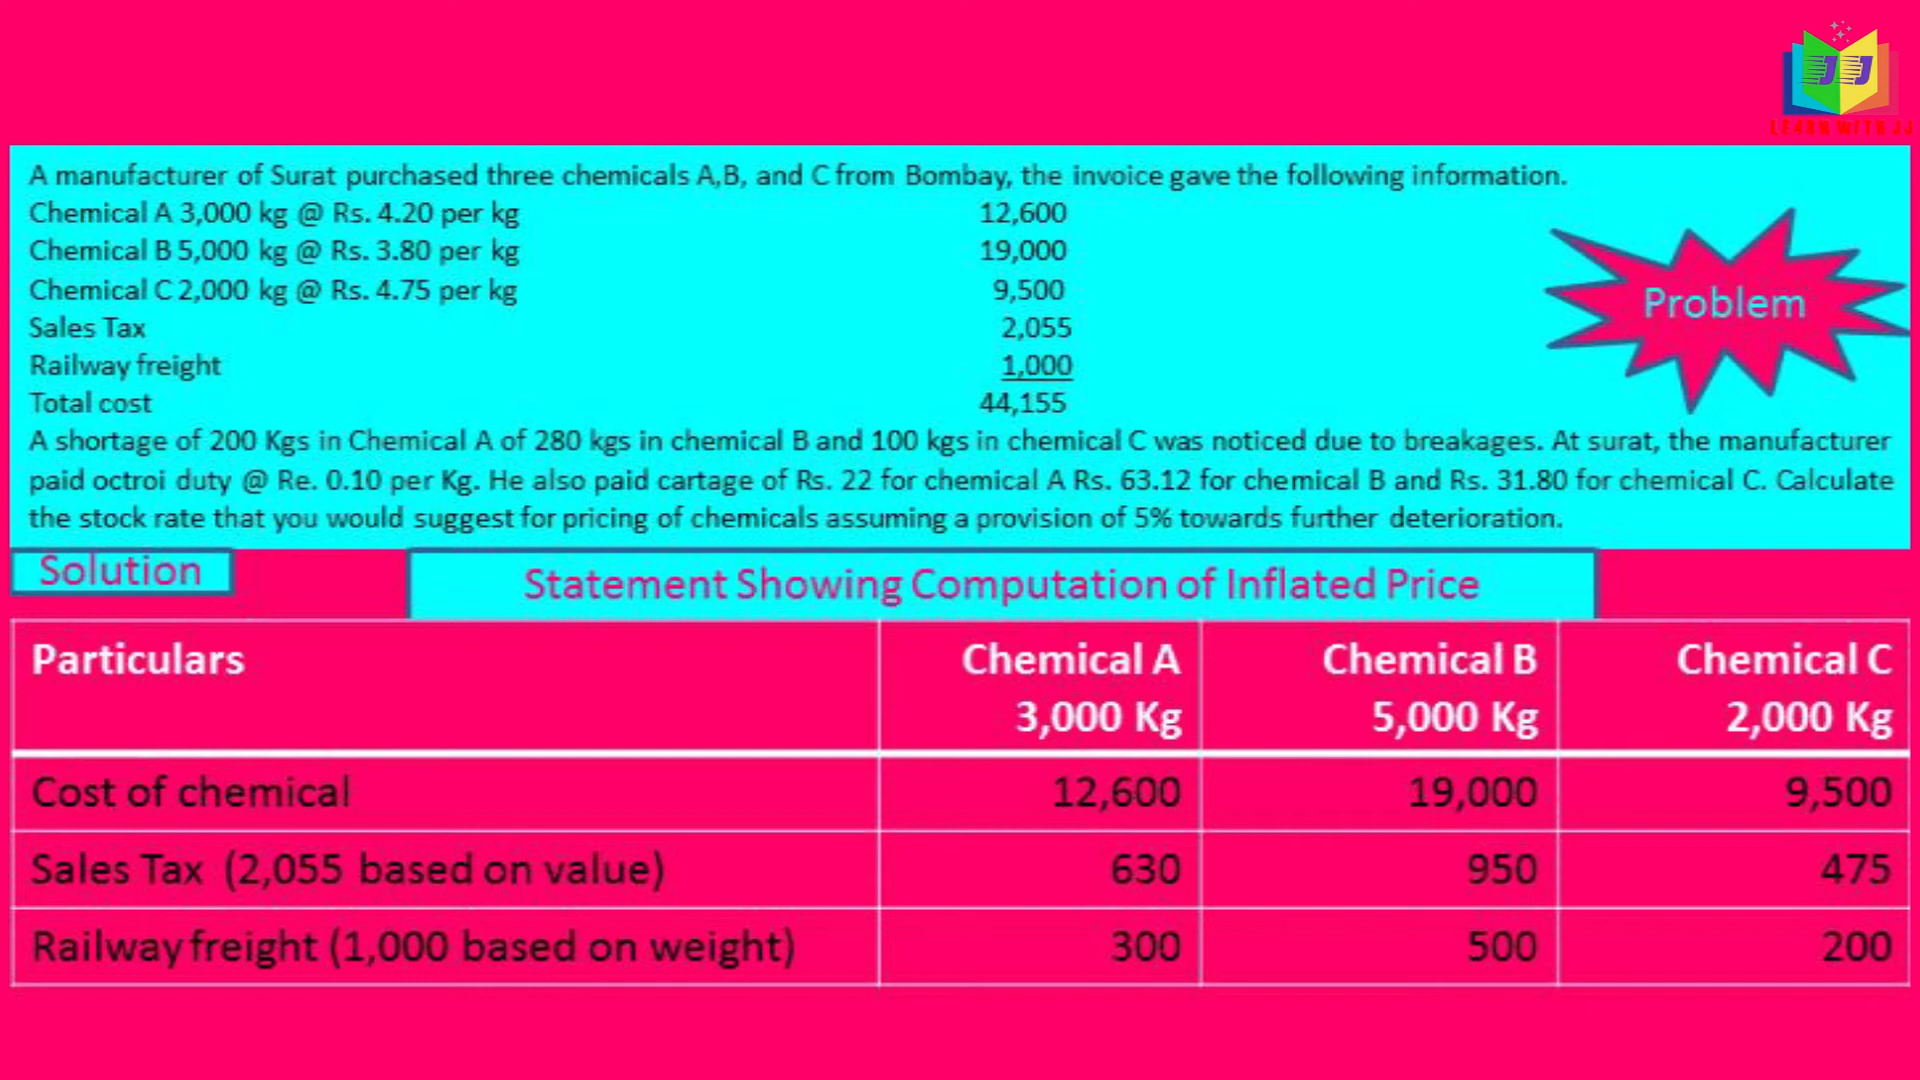 LEARN WITH JJ
A manufacturer of Surat purchased three chemicals A,B, and C from Bombay, the invoice gave the following information.
Chemical A 3,000 kg @ Rs. 4.20 per kg 12,600
Chemical B 5,000 kg @ Rs. 3.80 per kg 19,000
Chemical C 2,000 kg @ Rs. 4.75 per kg 9,500
Sales Tax 2,055
Railway freight 1,000
Total cost 44,155
Problem
A shortage of 200 Kgs in Chemical A of 280 kgs in chemical B and 100 kgs in chemical C was noticed due to breakages. At surat, the manufacturer
paid octroi duty @ Re. 0.10 per Kg. He also paid cartage of Rs. 22 for chemical A Rs. 63.12 for chemical B and Rs. 31.80 for chemical C. Calculate
the stock rate that you would suggest for pricing of chemicals assuming a provision of 5% towards further deterioration.
Solution
Statement Showing Computation of Inflated Price
Particulars Chemical A Chemical B Chemical C
3,000 Kg 5,000 Kg 2,000 Kg
Cost of chemical 12,600 19,000 9,500
Sales Tax (2,055 based on value) 630 950 475
Railway freight (1,000 based on weight) 300 500 200